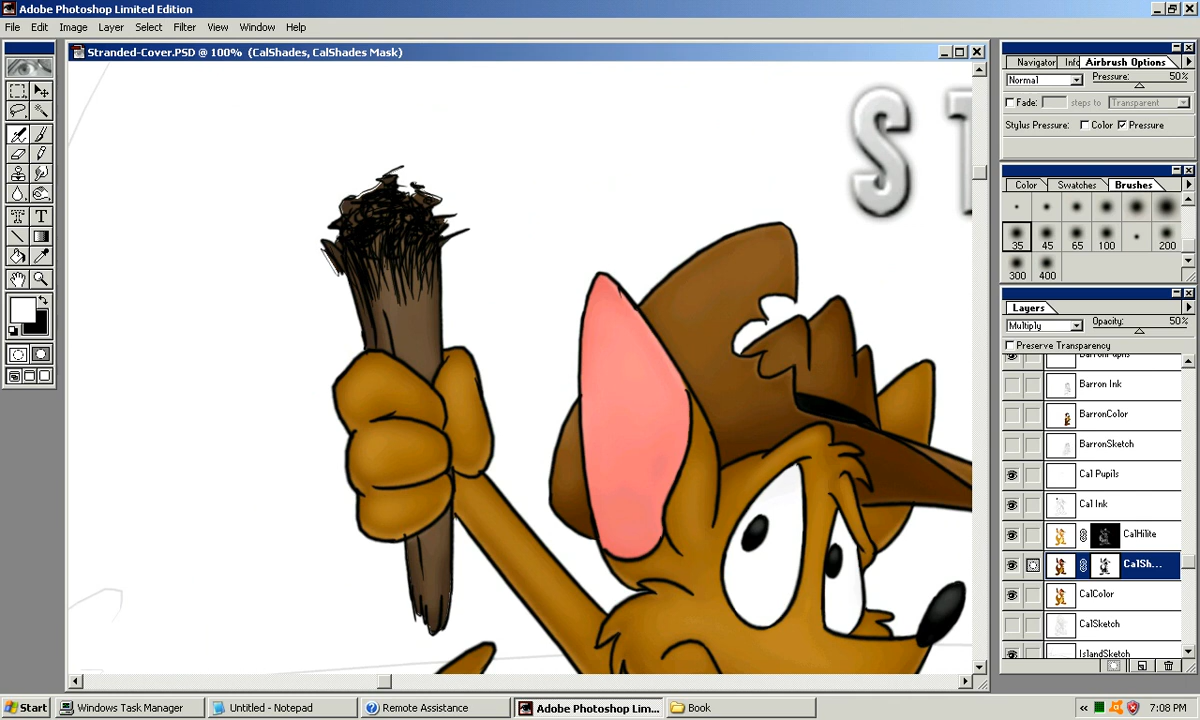 Adobe Photoshop Limited Edition
File Edit Image Layer Select Filter View Window Help
Stranded-Cover.PSD @ 100% (CalShades, CalShades Mask)
S T
Navigator Info Airbrush Options
Normal Pressure: 50%
Fade: steps to Transparent
Stylus Pressure: Color Pressure
Color Swatches Brushes
35 45 65 100 200
300 400
Layers
Multiply Opacity: 50%
Preserve Transparency
BarronPupils
Barron Ink
BarronColor
BarronSketch
Cal Pupils
Cal Ink
CalHilite
CalSh...
CalColor
CalSketch
IslandSketch
Start Windows Task Manager Untitled - Notepad Remote Assistance Adobe Photoshop Lim... Book « 7:08 PM